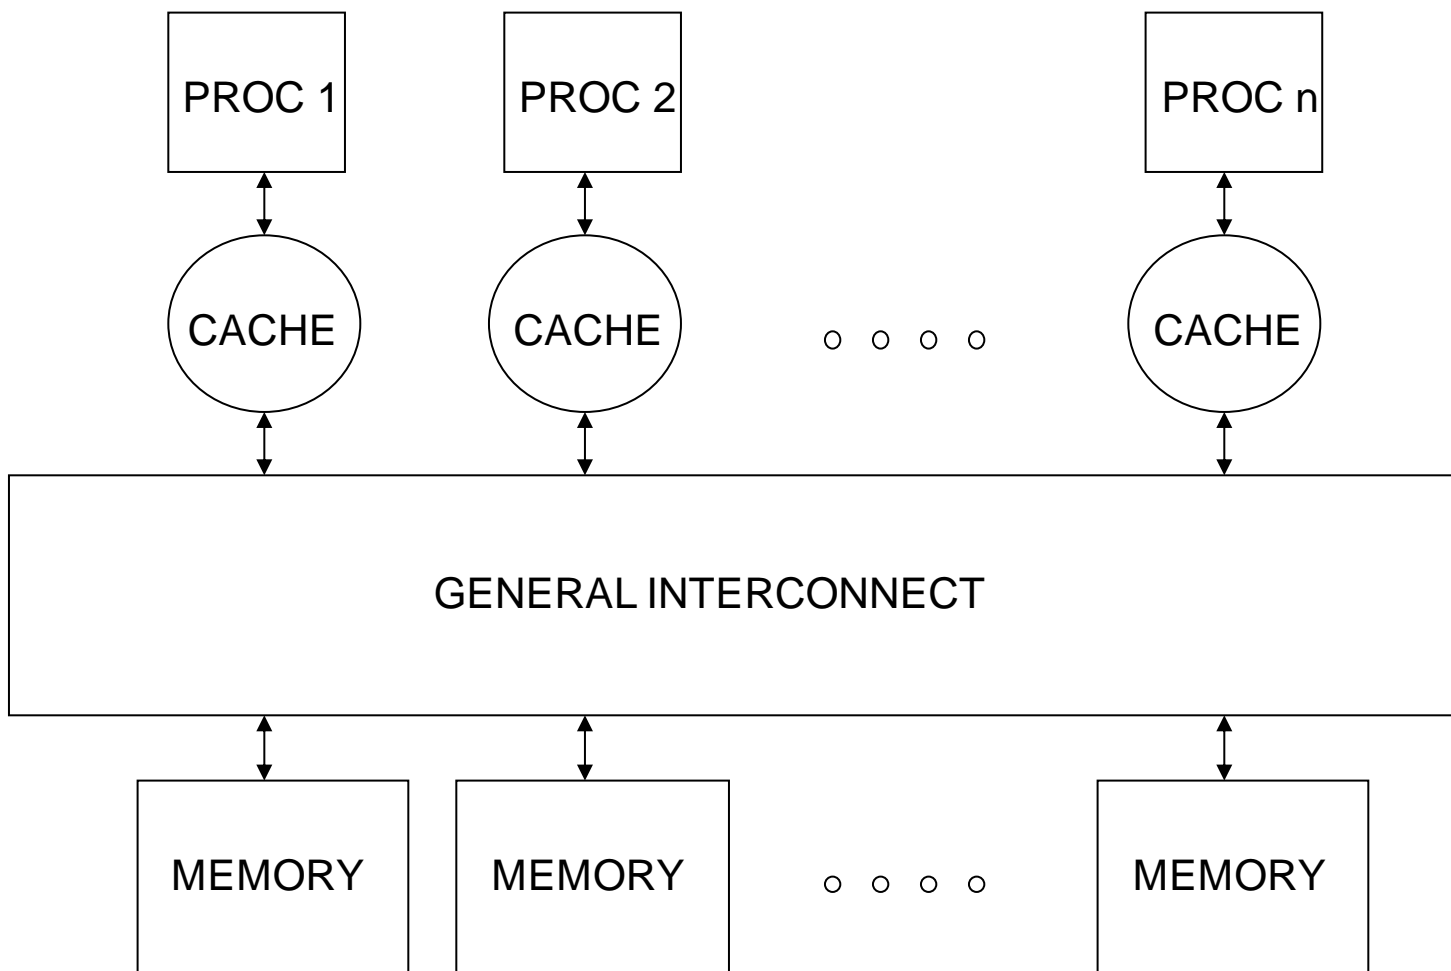 PROC 1
PROC 2
PROC n
CACHE
CACHE
CACHE
GENERAL INTERCONNECT
MEMORY
MEMORY
MEMORY